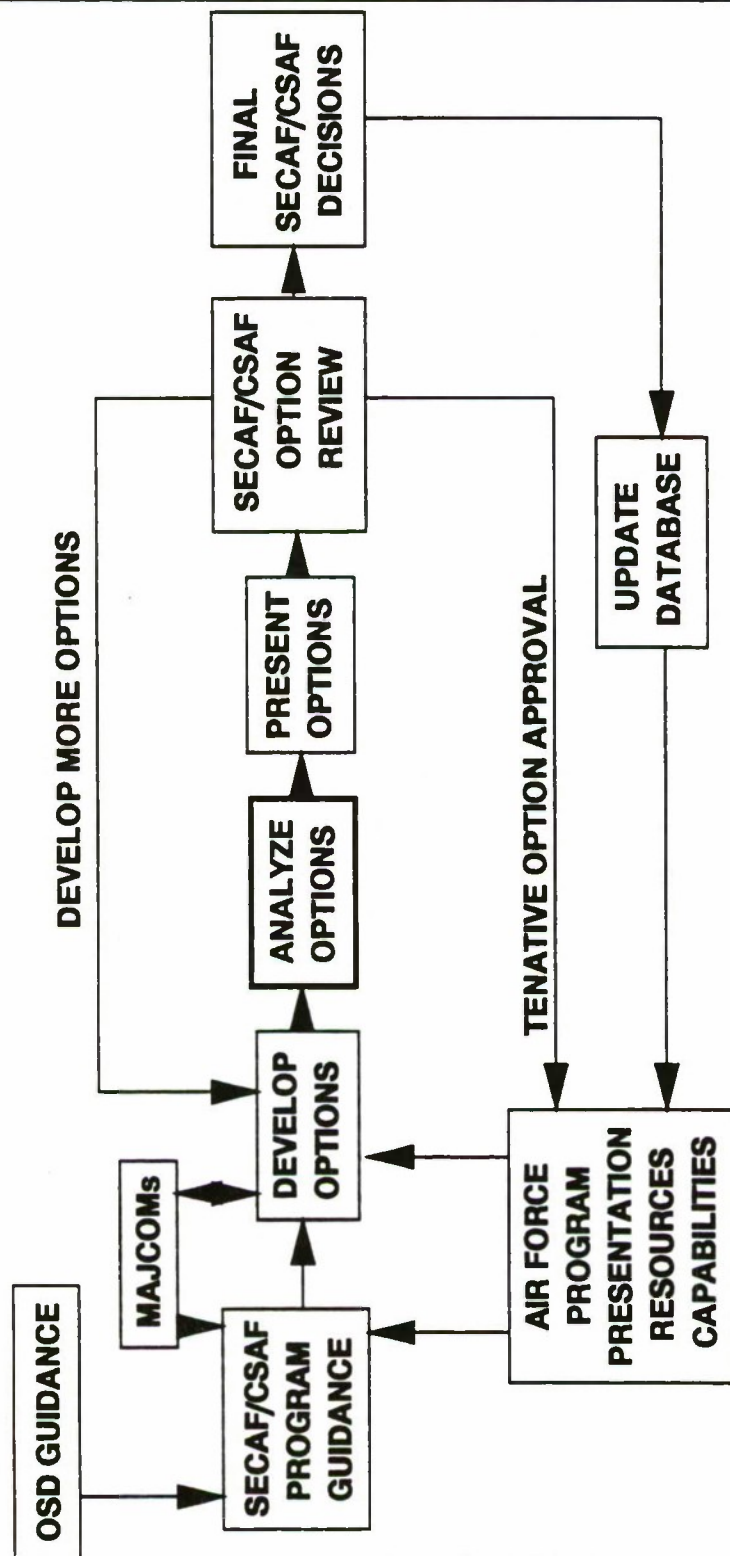 OSD GUIDANCE
MAJCOMs
SECAF/CSAF
PROGRAM
GUIDANCE
DEVELOP
OPTIONS
ANALYZE
OPTIONS
PRESENT
OPTIONS
SECAF/CSAF
OPTION
REVIEW
FINAL
SECAF/CSAF
DECISIONS
DEVELOP MORE OPTIONS
TENATIVE OPTION APPROVAL
AIR FORCE
PROGRAM
PRESENTATION
RESOURCES
CAPABILITIES
UPDATE
DATABASE